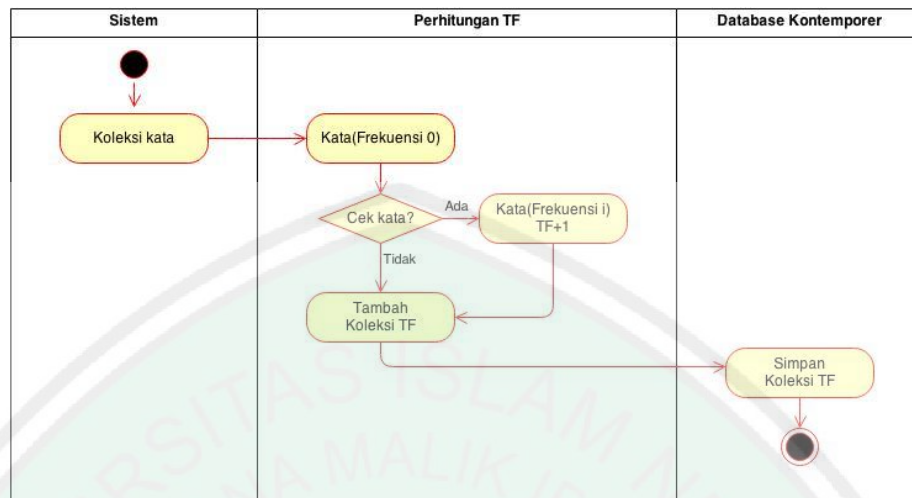 Sistem
Perhitungan TF
Database Kontemporer
Koleksi kata
Kata(Frekuensi 0)
Cek kata?
Ada
Kata(Frekuensi i)
TF+1
Tidak
Tambah
Koleksi TF
Simpan
Koleksi TF